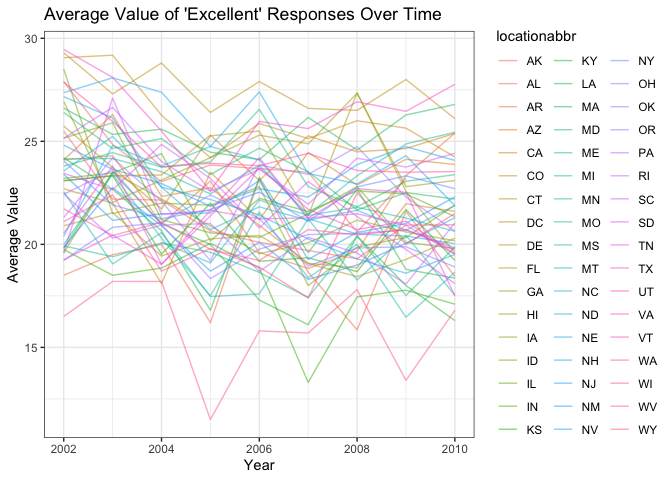 Average Value of 'Excellent' Responses Over Time
30
25
20
15
Average Value
2002
2004
2006
2008
2010
Year
locationabbr
AK KY NY
AL LA OH
AR MA OK
AZ MD OR
CA ME PA
CO MI RI
CT MN SC
DC MO SD
DE MS TN
FL MT TX
GA NC UT
HI ND VA
IA NE VT
ID NH WA
IL NJ WI
IN NM WV
KS NV WY